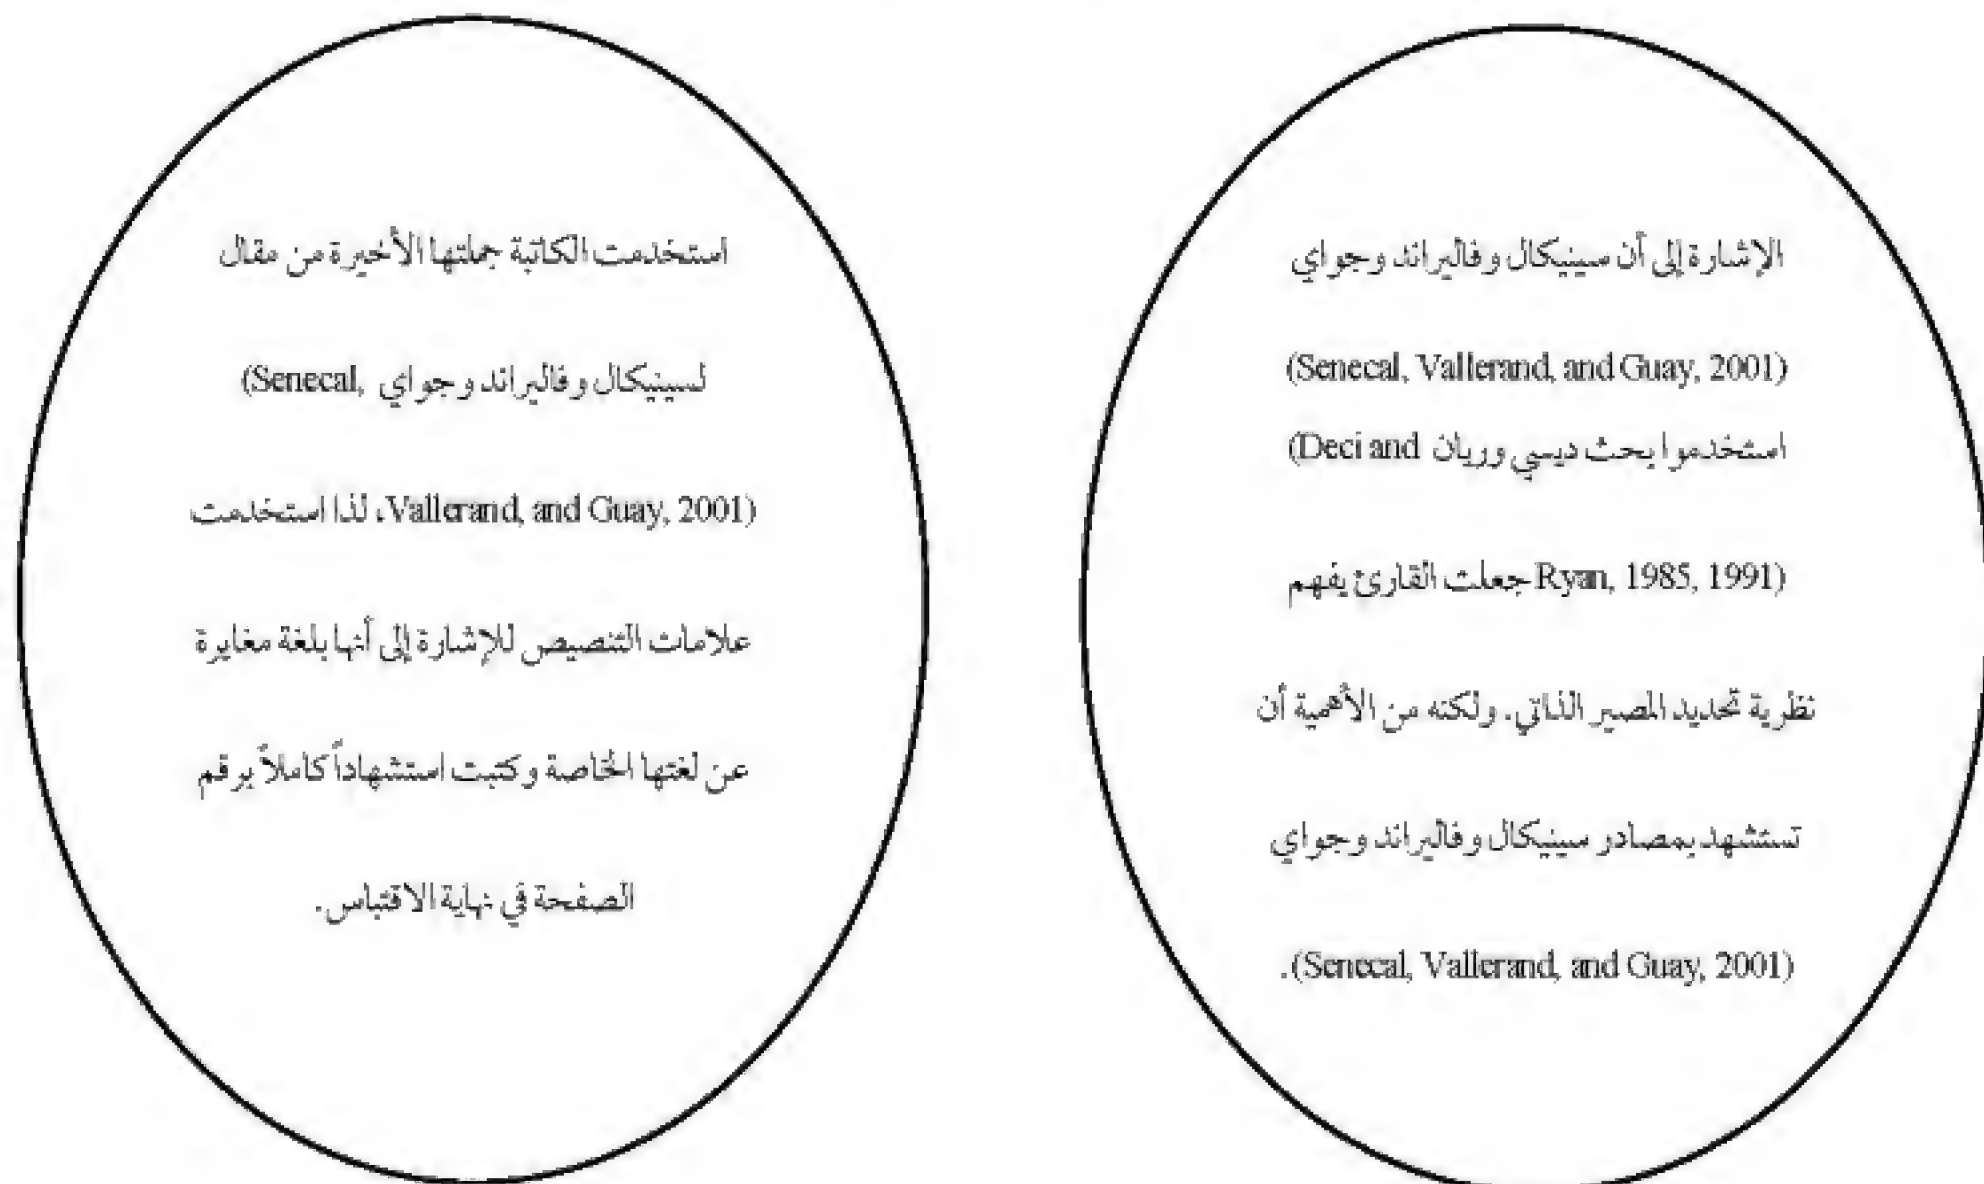 الإشارة إلى أن سينيكال وفاليراند وجواي
(Senecal, Vallerand, and Guay, 2001)
استخدموا بحث ديسي وريان (Deci and
Ryan, 1985, 1991) جعلت القارئ يفهم
نظرية تحديد المصير الذاتي. ولكنه من الأهمية أن
تستشهد بمصادر سينيكال وفاليراند وجواي
(Senecal, Vallerand, and Guay, 2001).
استخدمت الكاتبة جملتها الأخيرة من مقال
لسينيكال وفاليراند وجواي (Senecal,
Vallerand, and Guay, 2001)، لذا استخدمت
علامات التنصيص للإشارة إلى أنها بلغة مغايرة
عن لغتها الخاصة وكتبت استشهاداً كاملاً برقم
الصفحة في نهاية الاقتباس.